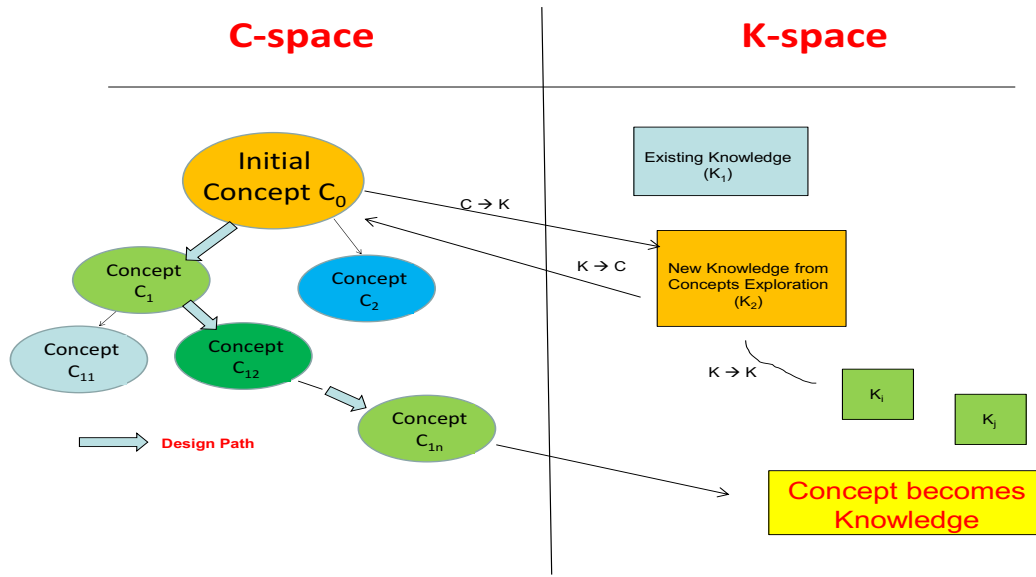 C-space
K-space
Initial
Concept C₀
Existing Knowledge
(K₁)
C → K
K → C
New Knowledge from
Concepts Exploration
(K₂)
Concept
C₁
Concept
C₂
Concept
C₁₁
Concept
C₁₂
K → K
Kᵢ
Kⱼ
Concept
C₁ₙ
Design Path
Concept becomes
Knowledge